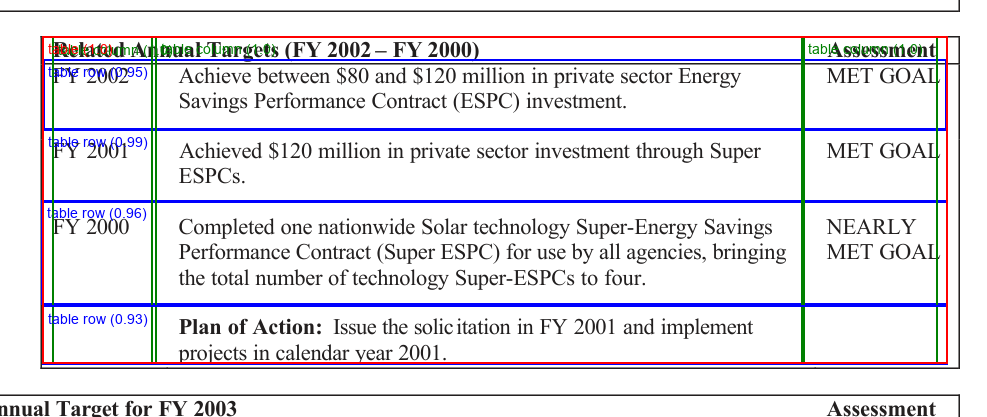 Related Annual Targets (FY 2002 – FY 2000) Assessment
table (1.0) table column (1.0) table column (1.0)
table row (0.95)
FY 2002 Achieve between $80 and $120 million in private sector Energy MET GOAL
Savings Performance Contract (ESPC) investment.
table row (0.99)
FY 2001 Achieved $120 million in private sector investment through Super MET GOAL
ESPCs.
table row (0.96)
FY 2000 Completed one nationwide Solar technology Super-Energy Savings NEARLY
Performance Contract (Super ESPC) for use by all agencies, bringing MET GOAL
the total number of technology Super-ESPCs to four.
table row (0.93)
Plan of Action: Issue the solicitation in FY 2001 and implement
projects in calendar year 2001.
nnual Target for FY 2003 Assessment